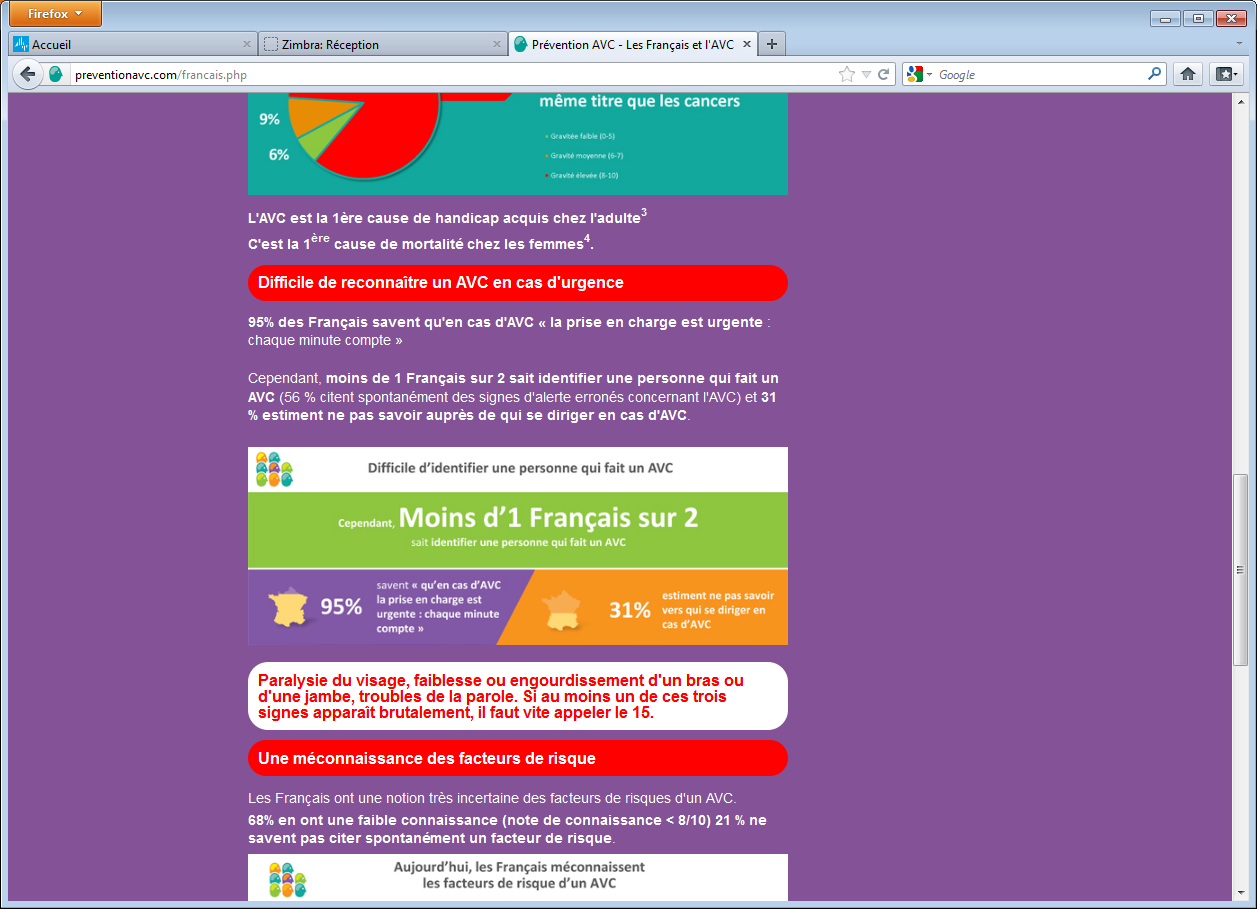 Firefox
Accueil
Zimbra: Réception
Prévention AVC - Les Français et l'AVC
preventionavc.com/francais.php
Google
même titre que les cancers
9%
6%
Gravitée faible (0-5)
Gravité moyenne (6-7)
Gravité élevée (8-10)
L'AVC est la 1ère cause de handicap acquis chez l'adulte3
C'est la 1ère cause de mortalité chez les femmes4.
Difficile de reconnaître un AVC en cas d'urgence
95% des Français savent qu'en cas d'AVC « la prise en charge est urgente :
chaque minute compte »
Cependant, moins de 1 Français sur 2 sait identifier une personne qui fait un
AVC (56 % citent spontanément des signes d'alerte erronés concernant l'AVC) et 31
% estiment ne pas savoir auprès de qui se diriger en cas d'AVC.
Difficile d'identifier une personne qui fait un AVC
Cependant, Moins d'1 Français sur 2
sait identifier une personne qui fait un AVC
95%
savent « qu'en cas d'AVC
la prise en charge est
urgente : chaque minute
compte »
31%
estiment ne pas savoir
vers qui se diriger en
cas d'AVC
Paralysie du visage, faiblesse ou engourdissement d'un bras ou
d'une jambe, troubles de la parole. Si au moins un de ces trois
signes apparaît brutalement, il faut vite appeler le 15.
Une méconnaissance des facteurs de risque
Les Français ont une notion très incertaine des facteurs de risques d'un AVC.
68% en ont une faible connaissance (note de connaissance < 8/10) 21 % ne
savent pas citer spontanément un facteur de risque.
Aujourd'hui, les Français méconnaissent
les facteurs de risque d'un AVC